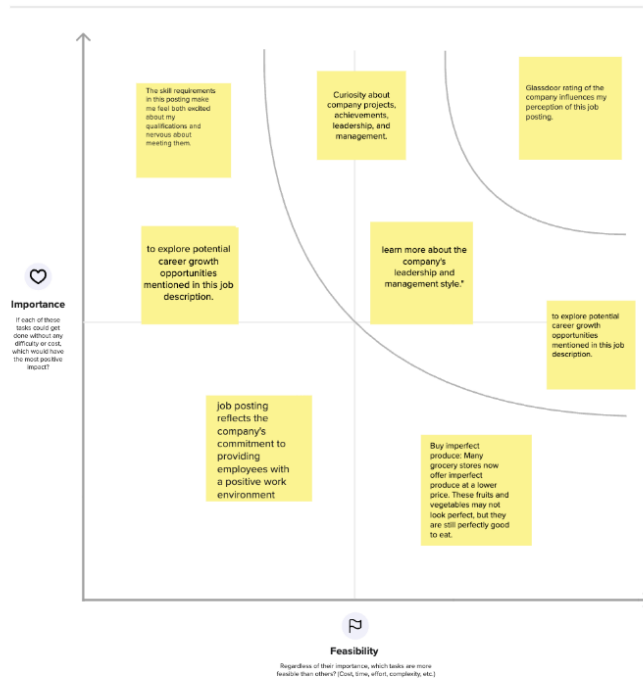 The skill requirements
in this posting make
me feel both excited
about my
qualifications and
nervous about
meeting them.
Curiosity about
company projects,
achievements,
leadership, and
management.
Glassdoor rating of the
company influences my
perception of this job
posting.
to explore potential
career growth
opportunities
mentioned in this job
description.
learn more about the
company's
leadership and
management style."
to explore potential
career growth
opportunities
mentioned in this job
description.
Importance
If each of these
tasks could get
done without any
difficulty or cost,
which would have
the most positive
impact?
job posting
reflects the
company's
commitment to
providing
employees with
a positive work
environment
Buy imperfect
produce: Many
grocery stores now
offer imperfect
produce at a lower
price. These fruits and
vegetables may not
look perfect, but they
are still perfectly good
to eat.
Feasibility
Regardless of their importance, which tasks are more
feasible than others? (Cost, time, effort, complexity, etc.)